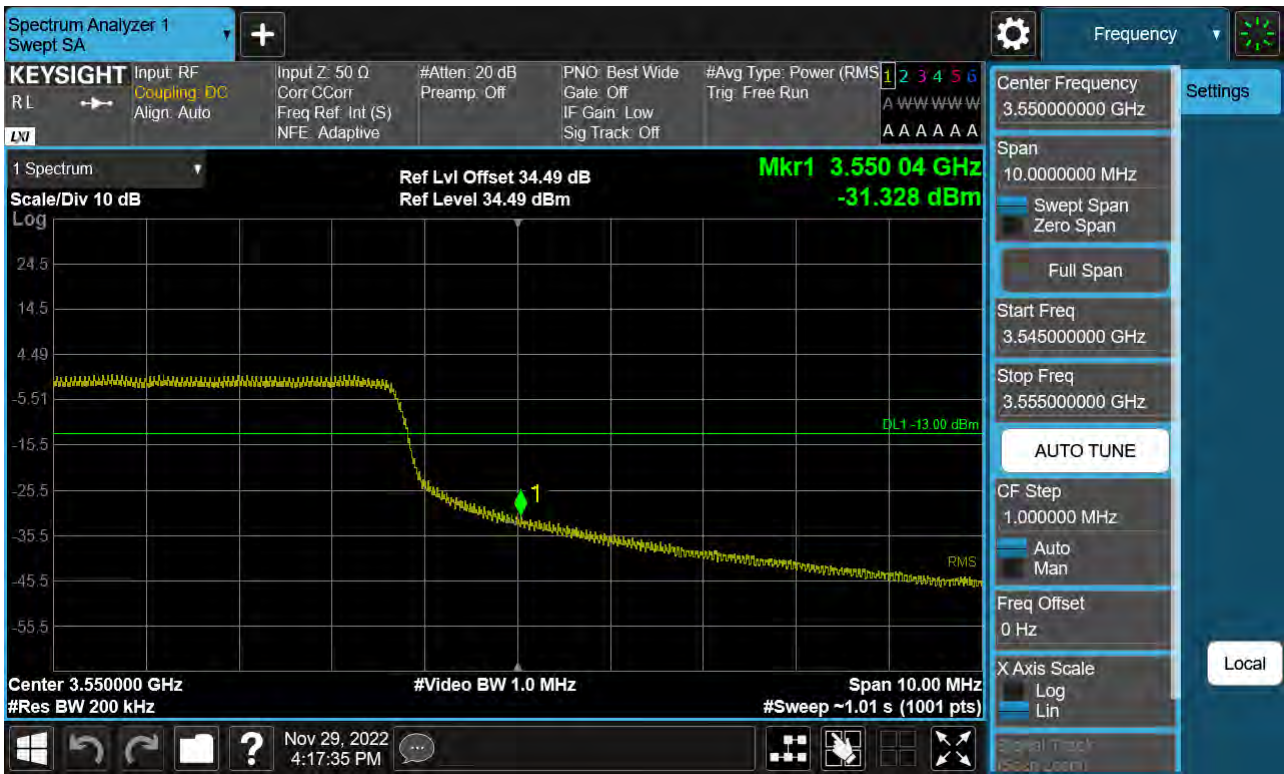 Spectrum Analyzer 1
Swept SA
Frequency
KEYSIGHT
R L
LXI
Input: RF
Coupling: DC
Align: Auto
Input Z: 50 Ω
Corr CCorr
Freq Ref: Int (S)
NFE: Adaptive
#Atten: 20 dB
Preamp: Off
PNO: Best Wide
Gate: Off
IF Gain: Low
Sig Track: Off
#Avg Type: Power (RMS
Trig: Free Run
1 2 3 4 5 6
A W W W W W
A A A A A A
1 Spectrum
Scale/Div 10 dB
Log
Ref Lvl Offset 34.49 dB
Ref Level 34.49 dBm
Mkr1 3.550 04 GHz
-31.328 dBm
24.5
14.5
4.49
-5.51
-15.5
-25.5
-35.5
-45.5
-55.5
DL1 -13.00 dBm
1
RMS
Center 3.550000 GHz
#Res BW 200 kHz
#Video BW 1.0 MHz
Span 10.00 MHz
#Sweep ~1.01 s (1001 pts)
Center Frequency
3.550000000 GHz
Settings
Span
10.0000000 MHz
Swept Span
Zero Span
Full Span
Start Freq
3.545000000 GHz
Stop Freq
3.555000000 GHz
AUTO TUNE
CF Step
1.000000 MHz
Auto
Man
Freq Offset
0 Hz
X Axis Scale
Log
Lin
Local
Signal Track
(Span Zoom)
?
Nov 29, 2022
4:17:35 PM